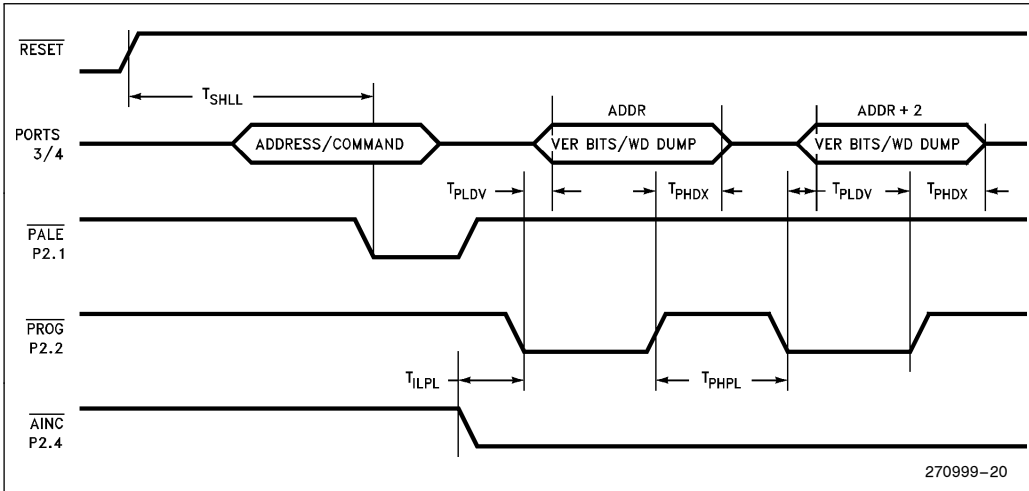 RESET
TSHLL
ADDR
ADDR + 2
PORTS
3/4
ADDRESS/COMMAND
VER BITS/WD DUMP
VER BITS/WD DUMP
TPLDV
TPHDX
TPLDV
TPHDX
PALE
P2.1
PROG
P2.2
TILPL
TPHPL
AINC
P2.4
270999-20